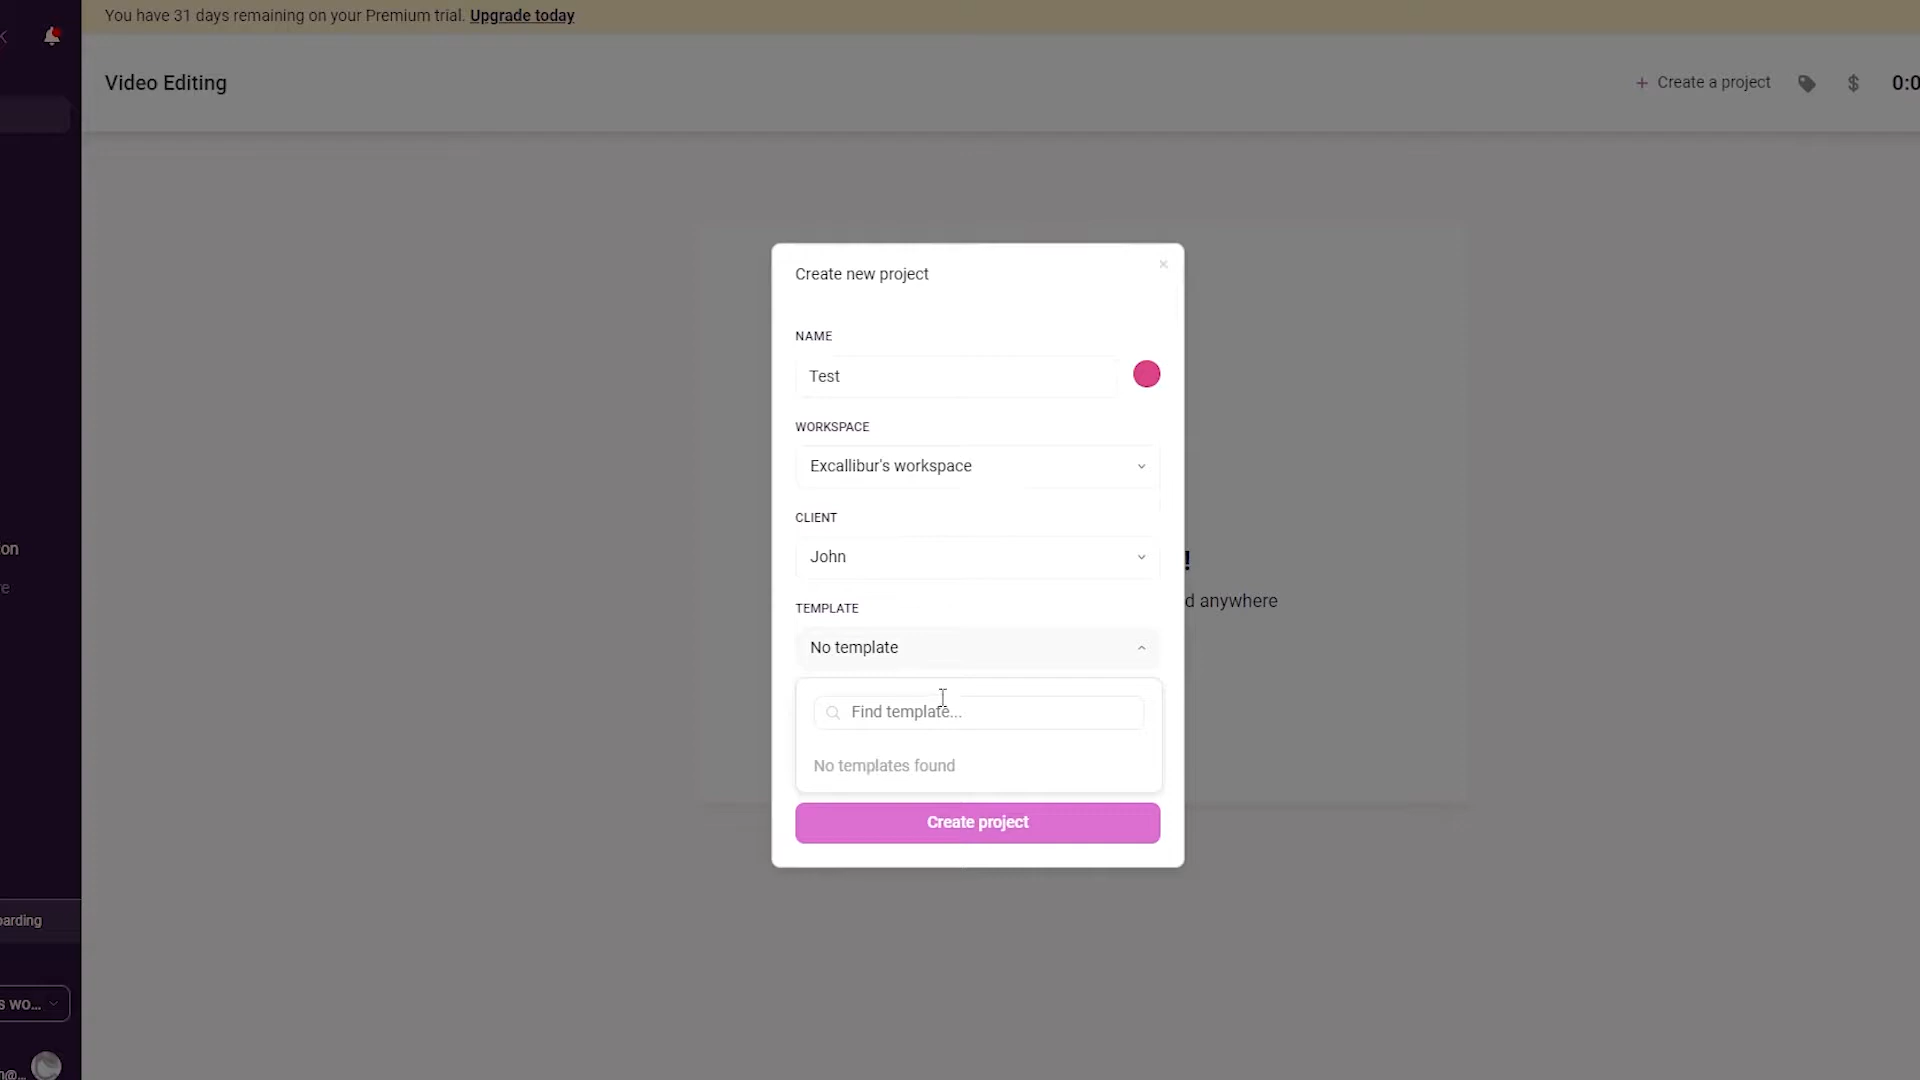 You have 31 days remaining on your Premium trial. Upgrade today
Video Editing
+ Create a project
$
0:0
Create new project
×
NAME
Test
WORKSPACE
Excallibur's workspace
CLIENT
John
TEMPLATE
No template
Find template...
No templates found
Create project
!
d anywhere
on
re
oarding
s wo...
n@...